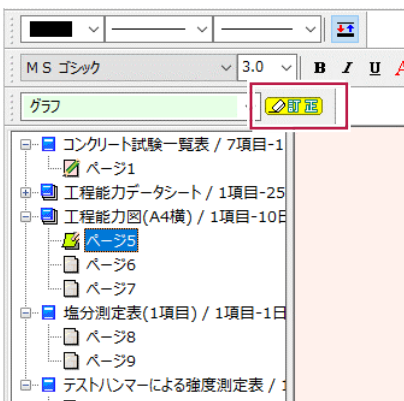 ＭＳ ゴシック 3.0 B I U A
グラフ 訂正
コンクリート試験一覧表 / 7項目-1
ページ1
工程能力データシート / 1項目-25
工程能力図(A4横) / 1項目-10日
ページ5
ページ6
ページ7
塩分測定表(1項目) / 1項目-1日
ページ8
ページ9
テストハンマーによる強度測定表 / 1